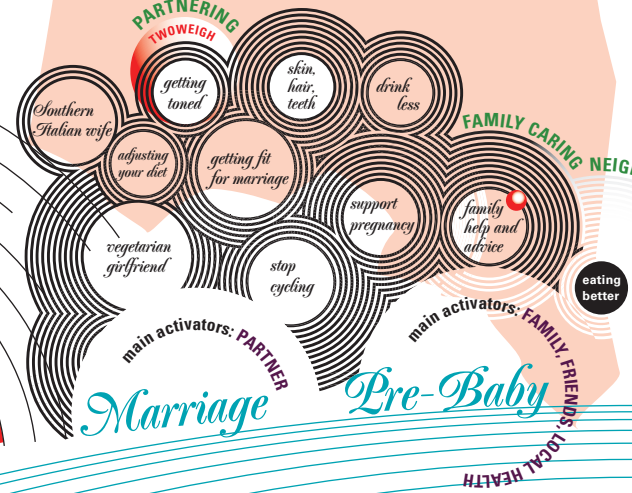 PARTNERING
TWOWEIGH
getting
toned
skin,
hair,
teeth
drink
less
Southern
Italian wife
adjusting
your diet
getting fit
for marriage
FAMILY CARING
NEIG
support
pregnancy
family
help and
advice
vegetarian
girlfriend
stop
cycling
eating
better
main activators: PARTNER
Marriage
main activators: FAMILY, FRIENDS, LOCAL HEALTH
Pre-Baby